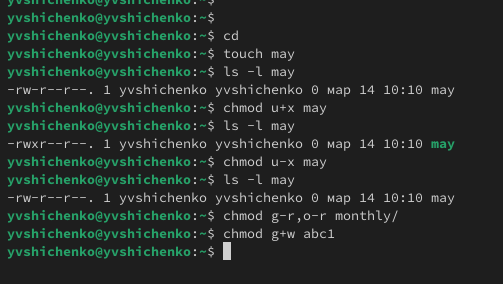 yvshichenko@yvshichenko:~$
yvshichenko@yvshichenko:~$
yvshichenko@yvshichenko:~$ cd
yvshichenko@yvshichenko:~$ touch may
yvshichenko@yvshichenko:~$ ls -l may
-rw-r--r--. 1 yvshichenko yvshichenko 0 мар 14 10:10 may
yvshichenko@yvshichenko:~$ chmod u+x may
yvshichenko@yvshichenko:~$ ls -l may
-rwxr--r--. 1 yvshichenko yvshichenko 0 мар 14 10:10 may
yvshichenko@yvshichenko:~$ chmod u-x may
yvshichenko@yvshichenko:~$ ls -l may
-rw-r--r--. 1 yvshichenko yvshichenko 0 мар 14 10:10 may
yvshichenko@yvshichenko:~$ chmod g-r,o-r monthly/
yvshichenko@yvshichenko:~$ chmod g+w abc1
yvshichenko@yvshichenko:~$